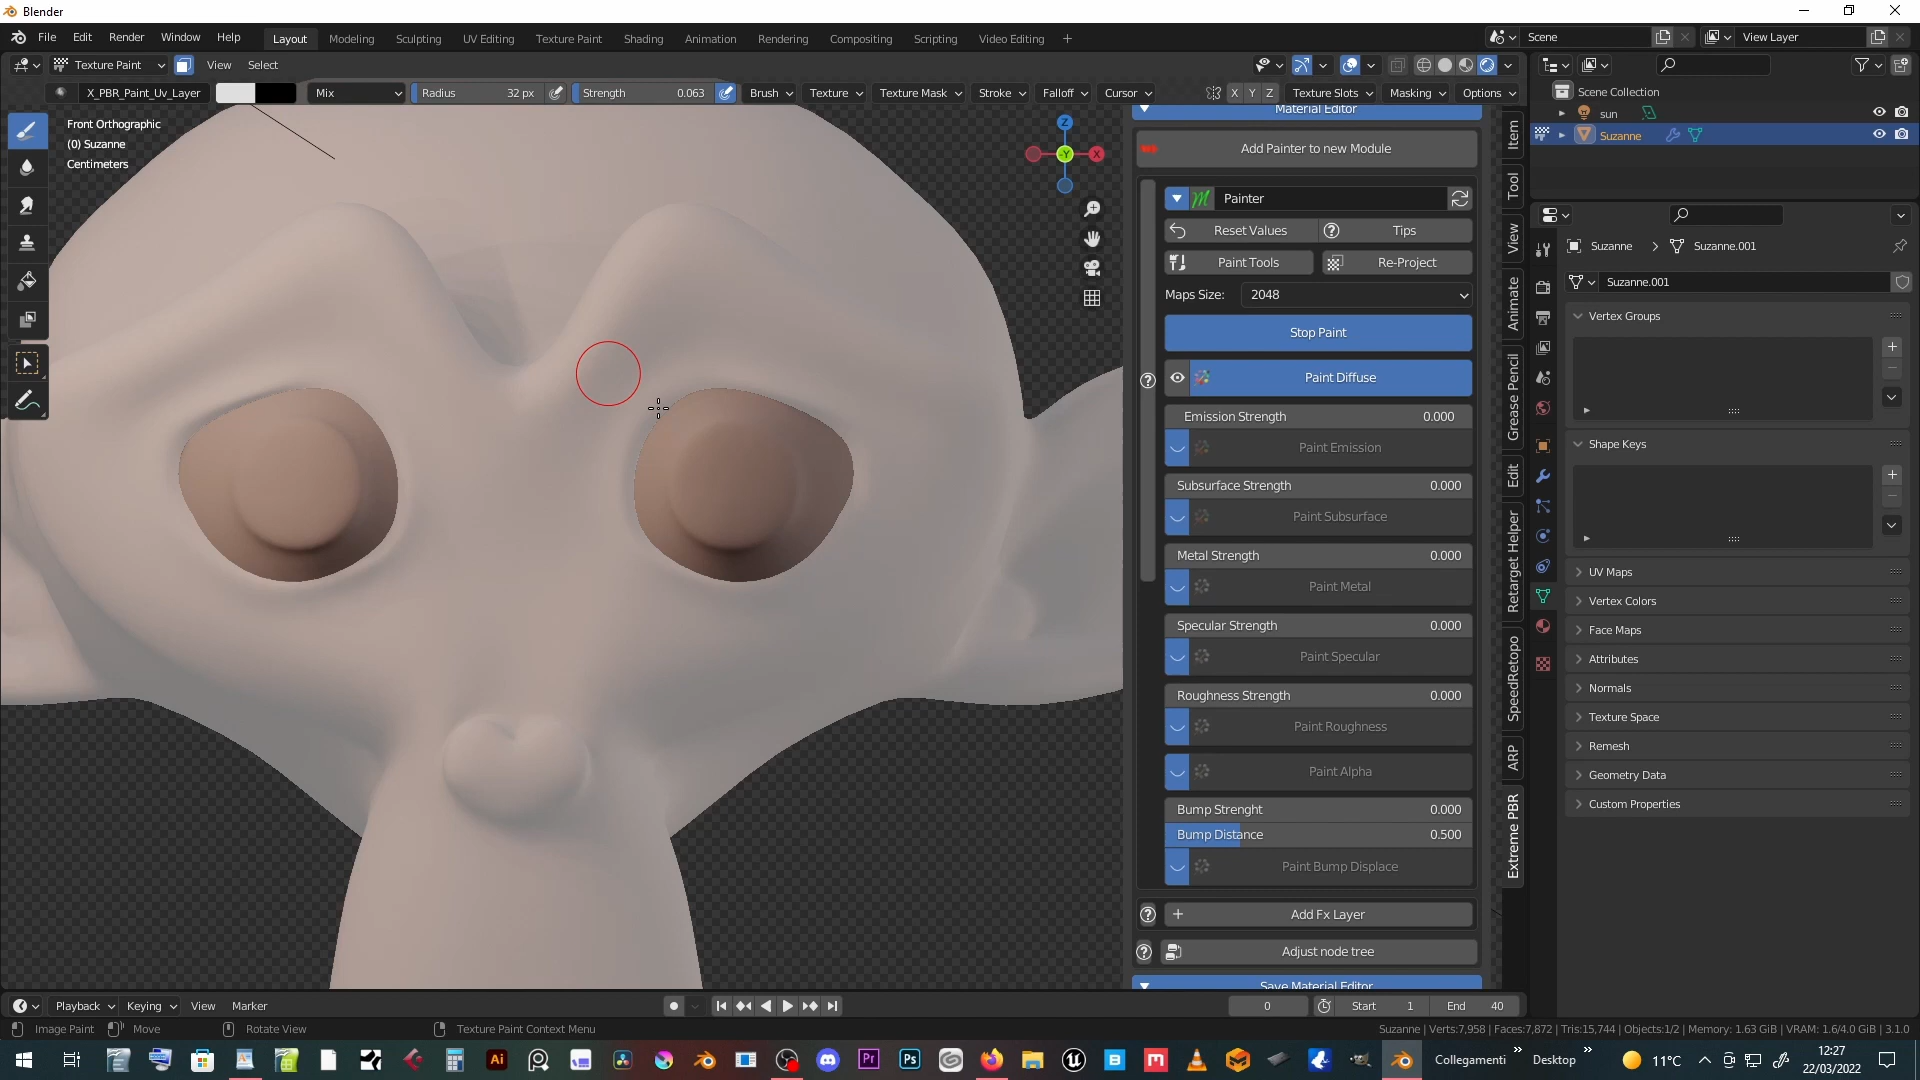 Blender
File Edit Render Window Help Layout Modeling Sculpting UV Editing Texture Paint Shading Animation Rendering Compositing Scripting Video Editing + Scene View Layer
Texture Paint View Select
X_PBR_Paint_Uv_Layer Mix Radius 32 px Strength 0.063 Brush Texture Texture Mask Stroke Falloff Cursor X Y Z Texture Slots Masking Options
Front Orthographic
(0) Suzanne
Centimeters
Z
-Y
X
Material Editor
Add Painter to new Module
Painter
Reset Values Tips
Paint Tools Re-Project
Maps Size: 2048
Stop Paint
Paint Diffuse
Emission Strength 0.000
Paint Emission
Subsurface Strength 0.000
Paint Subsurface
Metal Strength 0.000
Paint Metal
Specular Strength 0.000
Paint Specular
Roughness Strength 0.000
Paint Roughness
Paint Alpha
Bump Strenght 0.000
Bump Distance 0.500
Paint Bump Displace
Add Fx Layer
Adjust node tree
Save Material Editor
Item
Tool
View
Animate
Grease Pencil
Edit
Retarget Helper
SpeedRetopo
ARP
Extreme PBR
Scene Collection
sun
Suzanne
Suzanne > Suzanne.001
Suzanne.001
Vertex Groups
Shape Keys
UV Maps
Vertex Colors
Face Maps
Attributes
Normals
Texture Space
Remesh
Geometry Data
Custom Properties
Playback Keying View Marker 0 Start 1 End 40
Image Paint Move Rotate View Texture Paint Context Menu Suzanne | Verts:7,958 | Faces:7,872 | Tris:15,744 | Objects:1/2 | Memory: 1.63 GiB | VRAM: 1.6/4.0 GiB | 3.1.0
Ai Pr Ps B M Collegamenti » Desktop » 11°C 12:27
22/03/2022